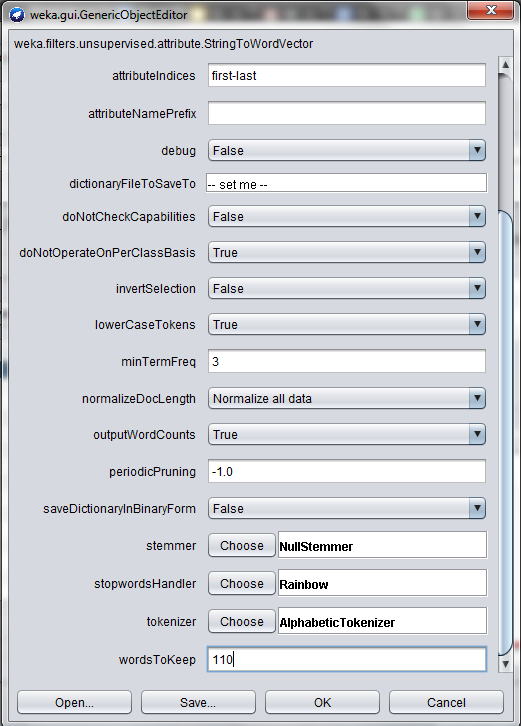 weka.gui.GenericObjectEditor
weka.filters.unsupervised.attribute.StringToWordVector
attributeIndices first-last
attributeNamePrefix
debug False
dictionaryFileToSaveTo -- set me --
doNotCheckCapabilities False
doNotOperateOnPerClassBasis True
invertSelection False
lowerCaseTokens True
minTermFreq 3
normalizeDocLength Normalize all data
outputWordCounts True
periodicPruning -1.0
saveDictionaryInBinaryForm False
stemmer Choose NullStemmer
stopwordsHandler Choose Rainbow
tokenizer Choose AlphabeticTokenizer
wordsToKeep 110
Open... Save... OK Cancel